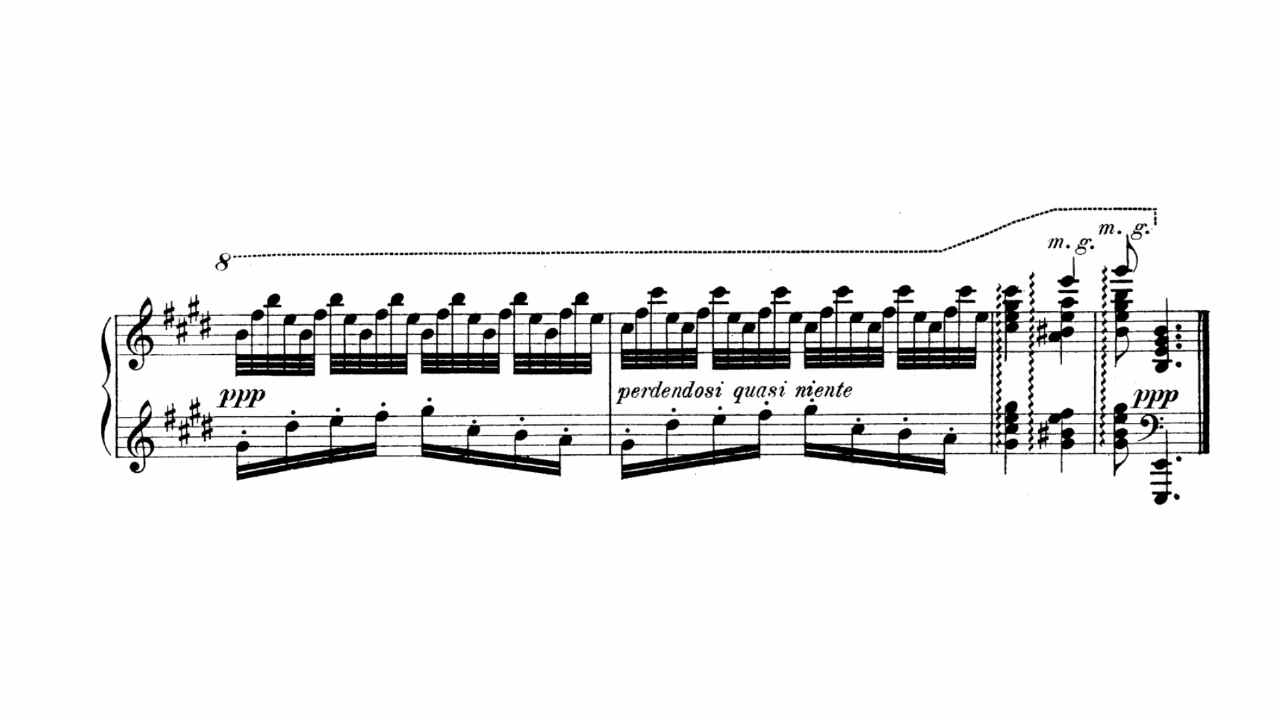 8
m. g. m. g.
ppp perdendosi quasi niente ppp